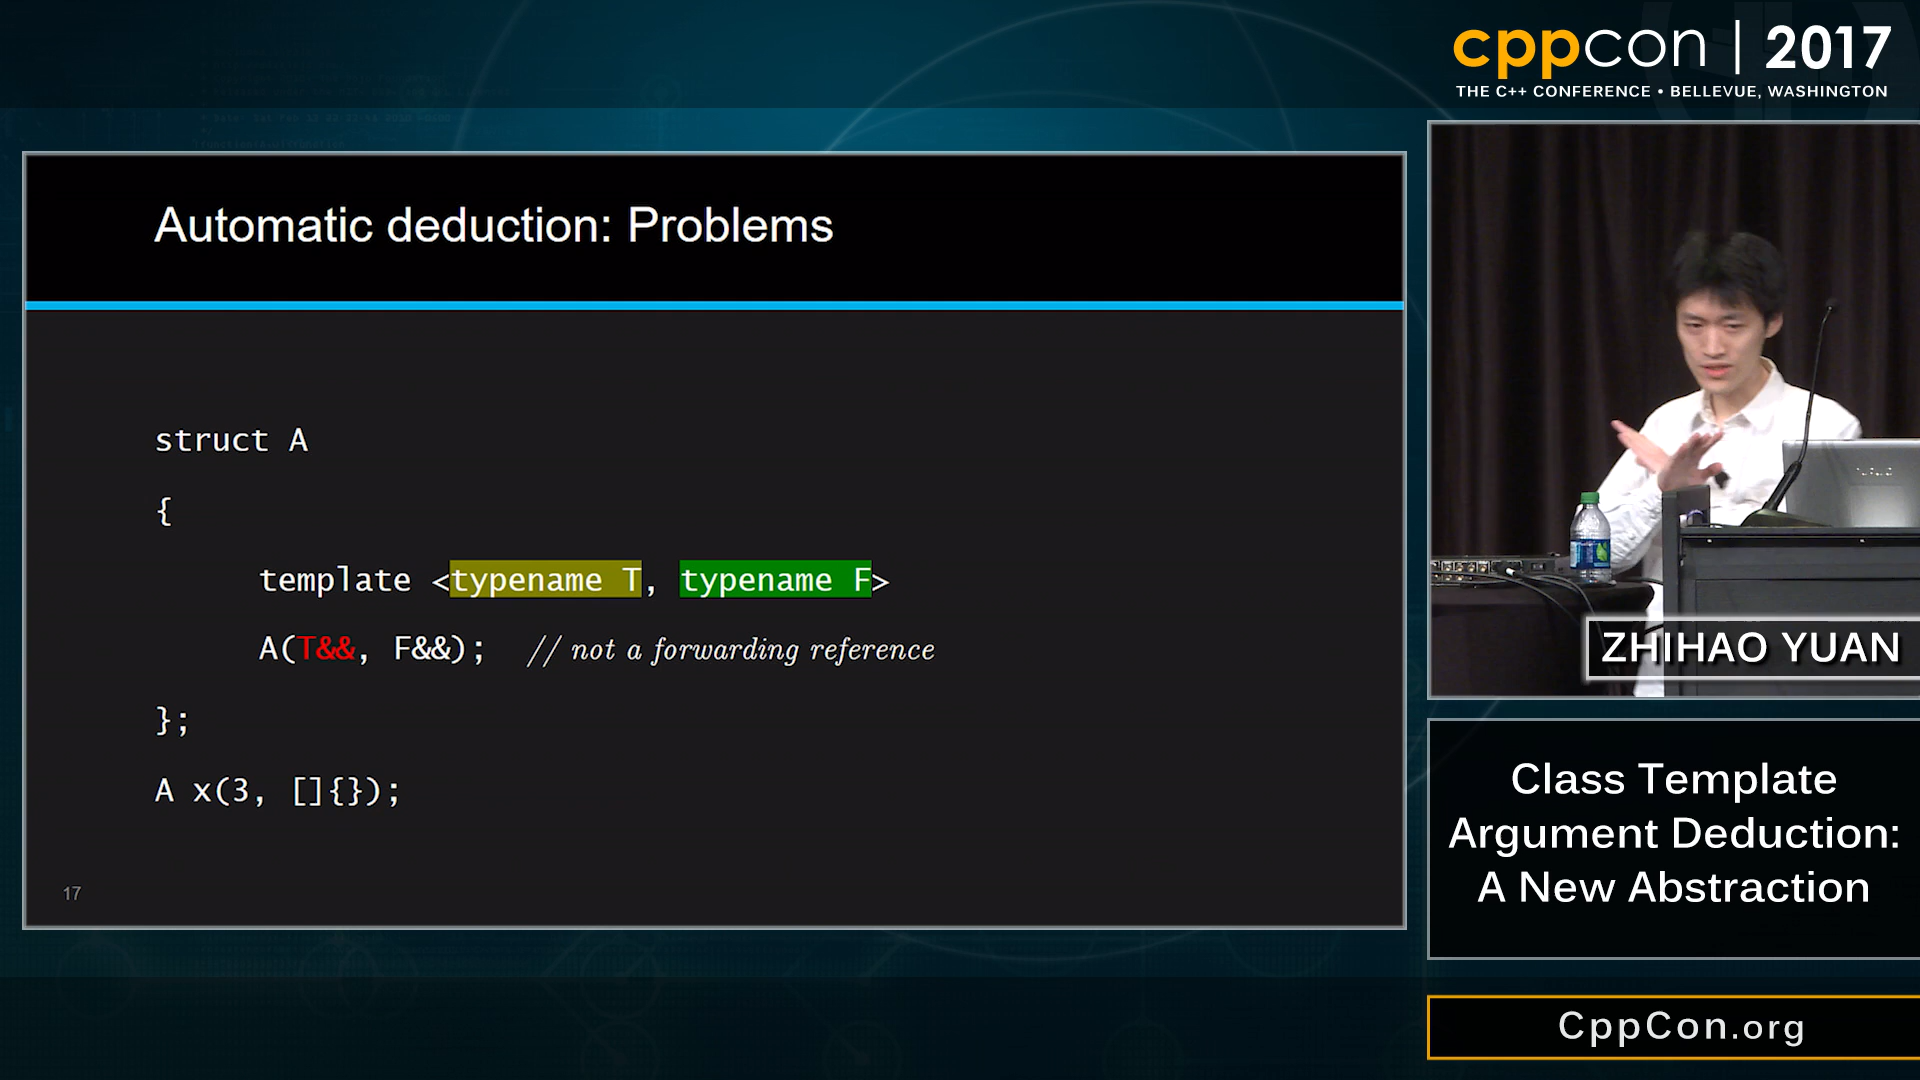 cppcon | 2017
THE C++ CONFERENCE • BELLEVUE, WASHINGTON
Automatic deduction: Problems
struct A
{
template <typename T, typename F>
A(T&&, F&&); // not a forwarding reference
};
A x(3, []{});
17
ZHIHAO YUAN
Class Template
Argument Deduction:
A New Abstraction
CppCon.org